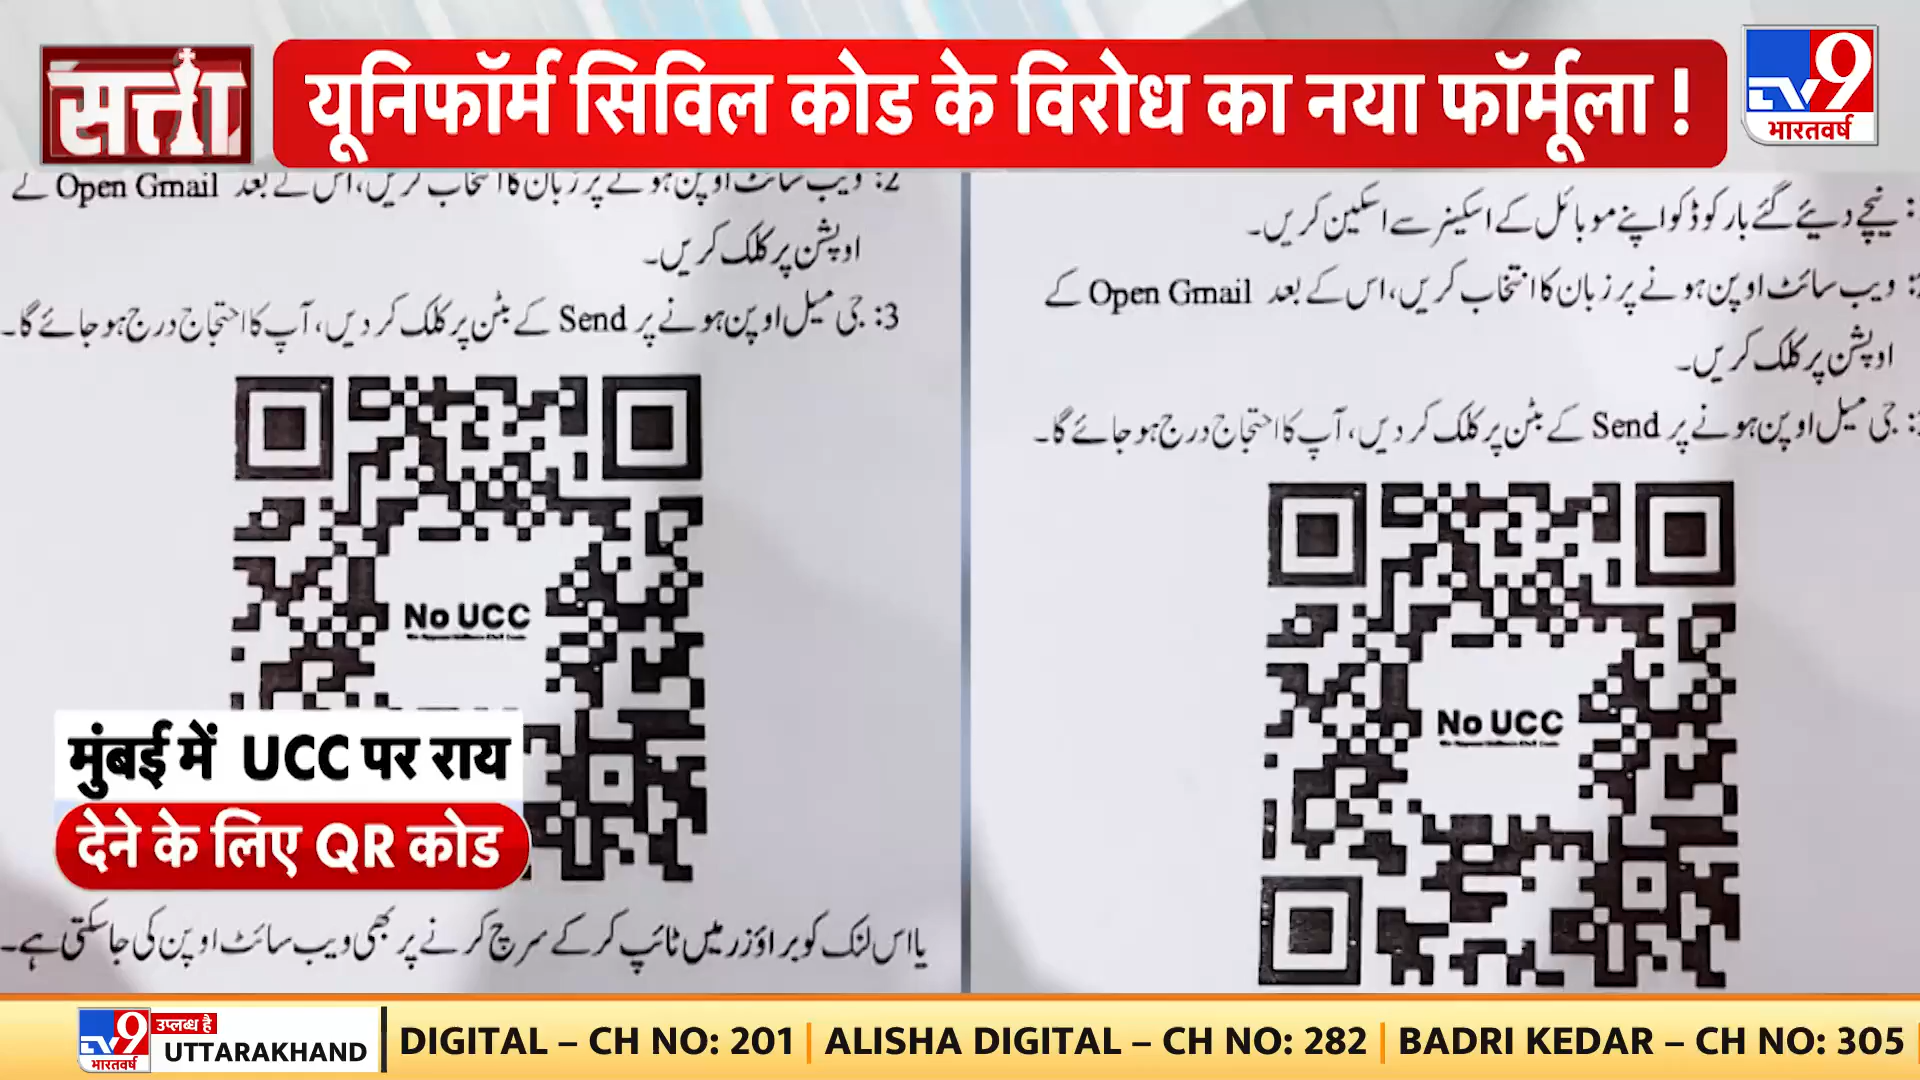 सत्ता
यूनिफॉर्म सिविल कोड के विरोध का नया फॉर्मूला !
TV9
भारतवर्ष
2: ویب سائٹ اوپن ہونے پر زبان کا انتخاب کریں، اس کے بعد Open Gmail کے
اوپشن پر کلک کریں۔
3: جی میل اوپن ہونے پر Send کے بٹن پر کلک کر دیں، آپ کا احتجاج درج ہو جائے گا۔
No UCC
یا اس لنک کو براؤزر میں ٹائپ کر کے سرچ کرنے پر بھی ویب سائٹ اوپن کی جا سکتی ہے۔
: نیچے دیئے گئے بار کوڈ کو اپنے موبائل کے اسکینر سے اسکین کریں۔
: ویب سائٹ اوپن ہونے پر زبان کا انتخاب کریں، اس کے بعد Open Gmail کے
اوپشن پر کلک کریں۔
: جی میل اوپن ہونے پر Send کے بٹن پر کلک کر دیں، آپ کا احتجاج درج ہو جائے گا۔
No UCC
मुंबई में UCC पर राय
देने के लिए QR कोड
TV9
भारतवर्ष
उप्लब्ध है
UTTARAKHAND
DIGITAL – CH NO: 201 | ALISHA DIGITAL – CH NO: 282 | BADRI KEDAR – CH NO: 305